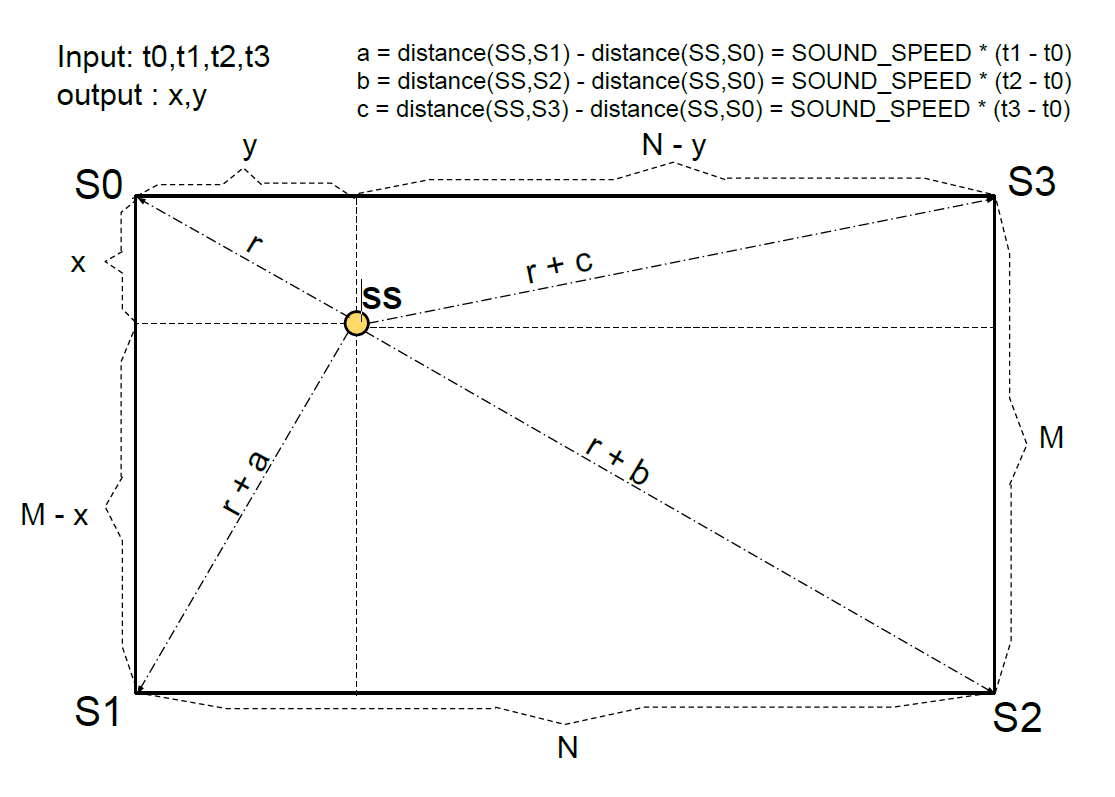 Input: t0,t1,t2,t3
output : x,y
a = distance(SS,S1) - distance(SS,S0) = SOUND_SPEED * (t1 - t0)
b = distance(SS,S2) - distance(SS,S0) = SOUND_SPEED * (t2 - t0)
c = distance(SS,S3) - distance(SS,S0) = SOUND_SPEED * (t3 - t0)
y
N - y
S0
S3
r
x
r + c
SS
M
r + b
r + a
M - x
S1
S2
N